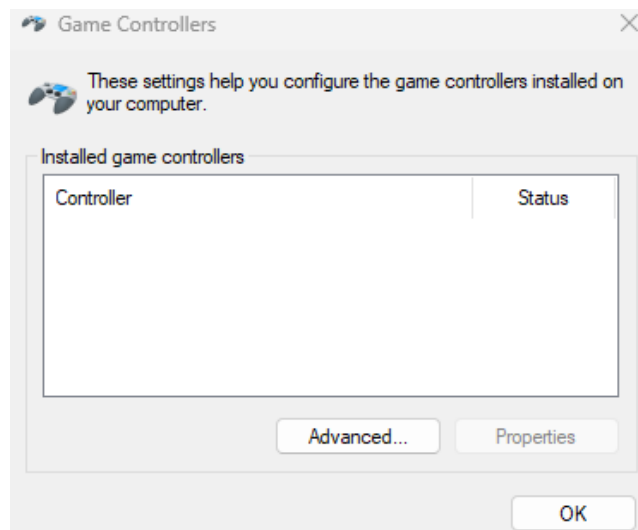 Game Controllers
These settings help you configure the game controllers installed on
your computer.
Installed game controllers
Controller Status
Advanced... Properties
OK